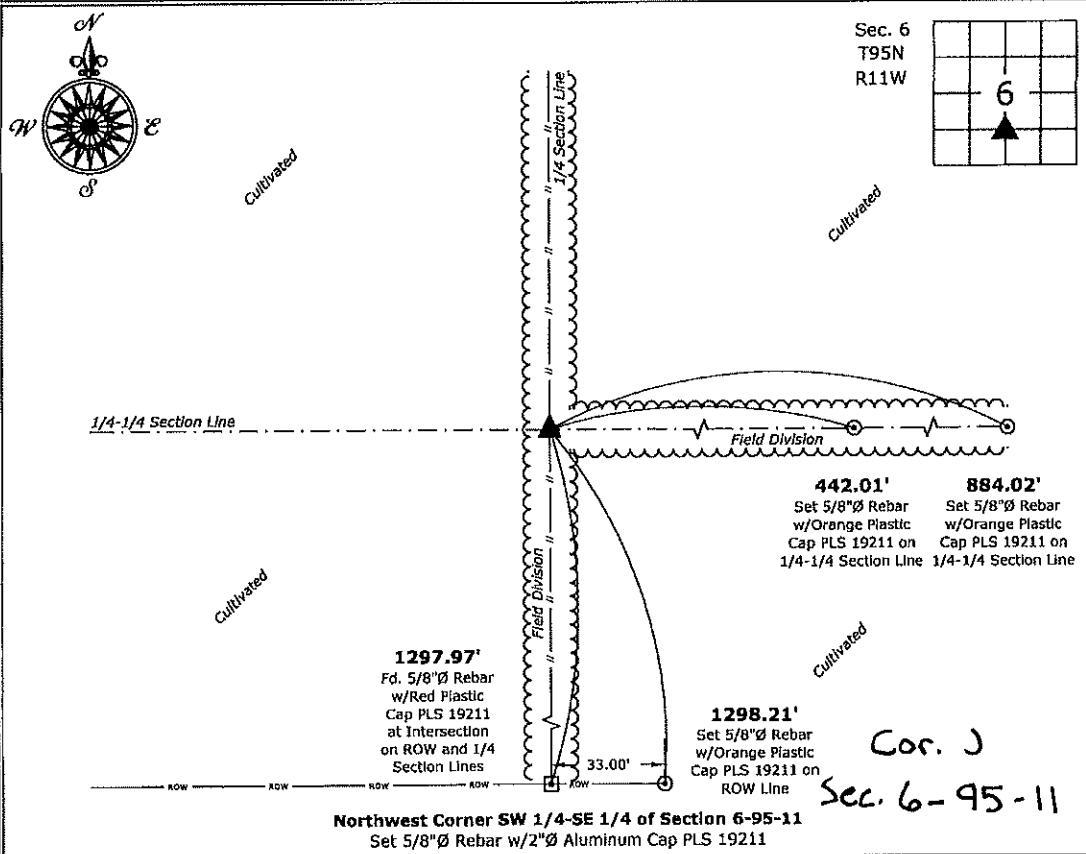 N
W
E
S
Sec. 6
T95N
R11W
6
Cultivated
1/4 Section Line
Cultivated
1/4-1/4 Section Line
Field Division
442.01'
Set 5/8"Ø Rebar
w/Orange Plastic
Cap PLS 19211 on
1/4-1/4 Section Line
884.02'
Set 5/8"Ø Rebar
w/Orange Plastic
Cap PLS 19211 on
1/4-1/4 Section Line
Field Division
Cultivated
Cultivated
1297.97'
Fd. 5/8"Ø Rebar
w/Red Plastic
Cap PLS 19211
at Intersection
on ROW and 1/4
Section Lines
1298.21'
Set 5/8"Ø Rebar
w/Orange Plastic
Cap PLS 19211 on
ROW Line
33.00'
ROW ROW ROW ROW ROW
Cor. J
Sec. 6-95-11
Northwest Corner SW 1/4-SE 1/4 of Section 6-95-11
Set 5/8"Ø Rebar w/2"Ø Aluminum Cap PLS 19211